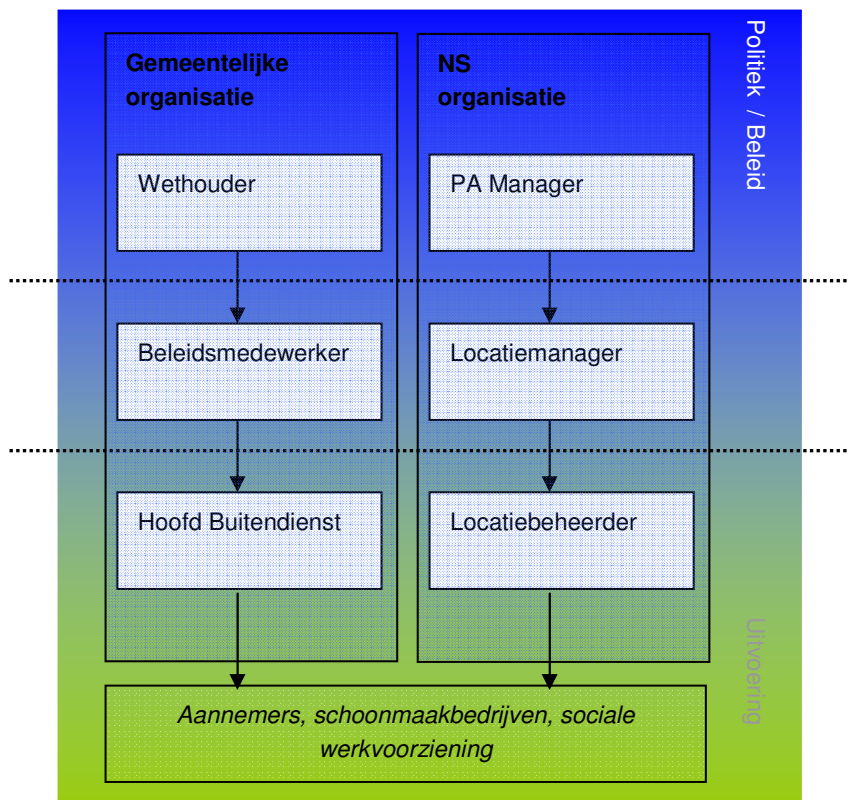 Gemeentelijke
organisatie
Wethouder
Beleidsmedewerker
Hoofd Buitendienst
NS
organisatie
PA Manager
Locatiemanager
Locatiebeheerder
Aannemers, schoonmaakbedrijven, sociale
werkvoorziening
Politiek / Beleid
Uitvoering